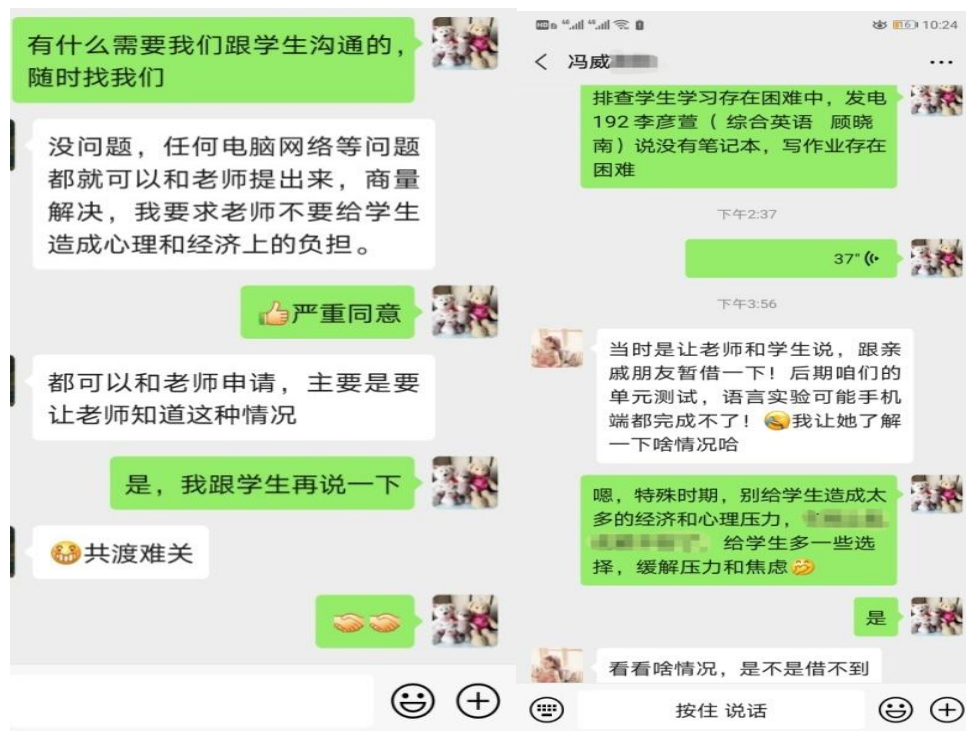 有什么需要我们跟学生沟通的，
随时找我们
没问题，任何电脑网络等问题
都就可以和老师提出来，商量
解决，我要求老师不要给学生
造成心理和经济上的负担。
严重同意
都可以和老师申请，主要是要
让老师知道这种情况
是，我跟学生再说一下
共渡难关
10:24
冯威
排查学生学习存在困难中，发电
192李彦萱（ 综合英语 顾晓
南）说没有笔记本，写作业存在
困难
下午2:37
37"
下午3:56
当时是让老师和学生说，跟亲
戚朋友暂借一下！后期咱们的
单元测试，语言实验可能手机
端都完成不了！我让她了解
一下啥情况哈
嗯，特殊时期，别给学生造成太
多的经济和心理压力，
给学生多一些选
择，缓解压力和焦虑
是
看看啥情况，是不是借不到
按住 说话